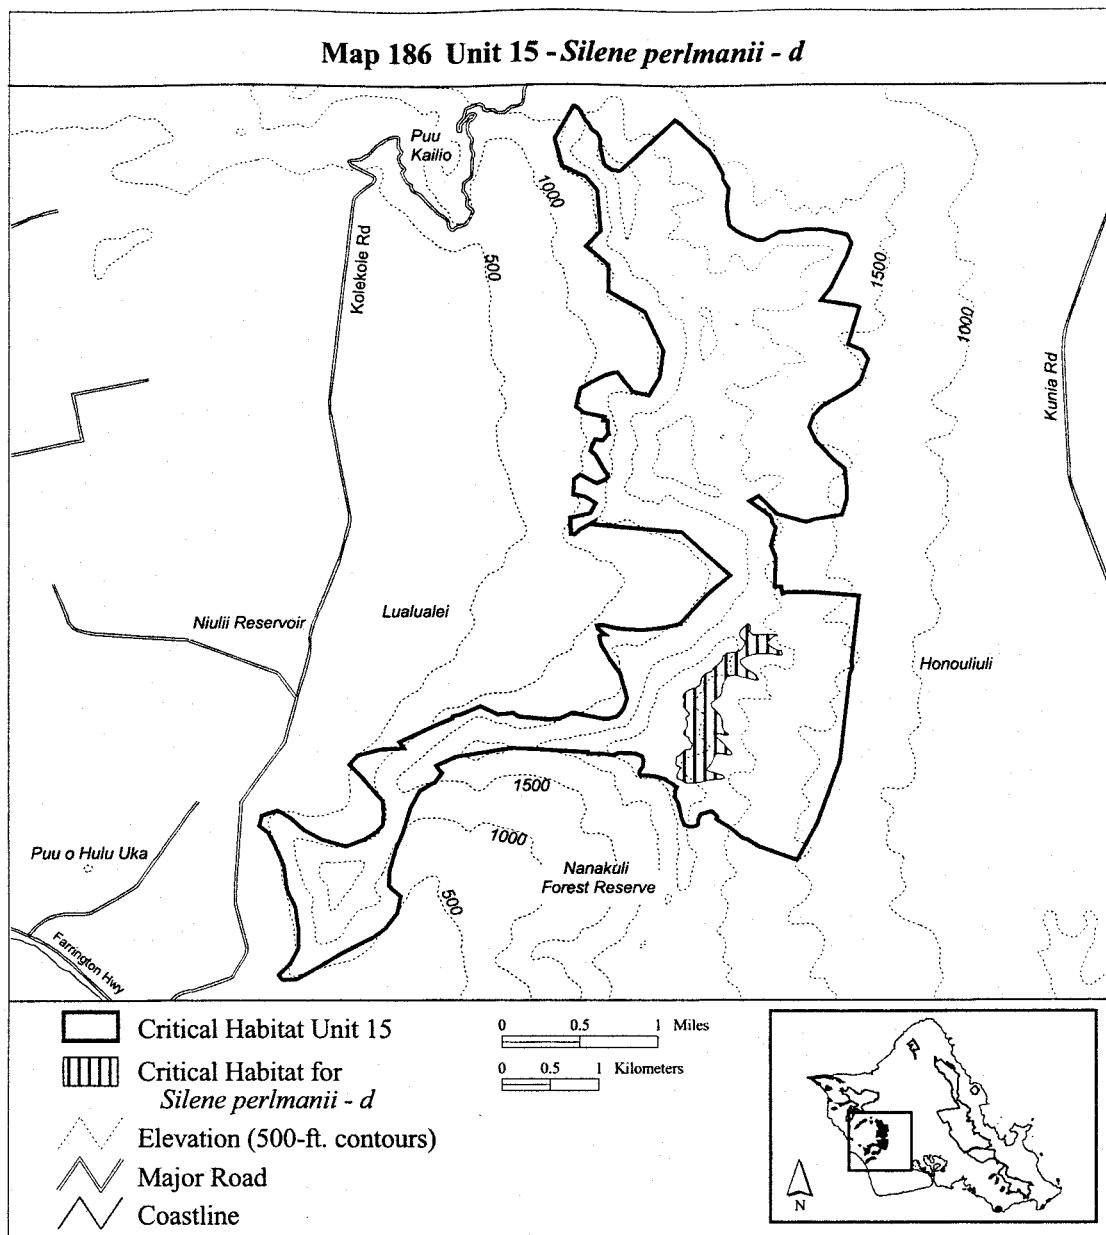 Map 186 Unit 15 - Silene perlmanii - d
Puu
Kailio
1000
500
Kolekole Rd
1500
1000
Kunia Rd
Niulii Reservoir
Lualualei
Honouliuli
1500
1000
Puu o Hulu Uka
Nanakuli
Forest Reserve
500
Farrington Hwy
Critical Habitat Unit 15
Critical Habitat for
Silene perlmanii - d
Elevation (500-ft. contours)
Major Road
Coastline
0 0.5 1 Miles
0 0.5 1 Kilometers
N